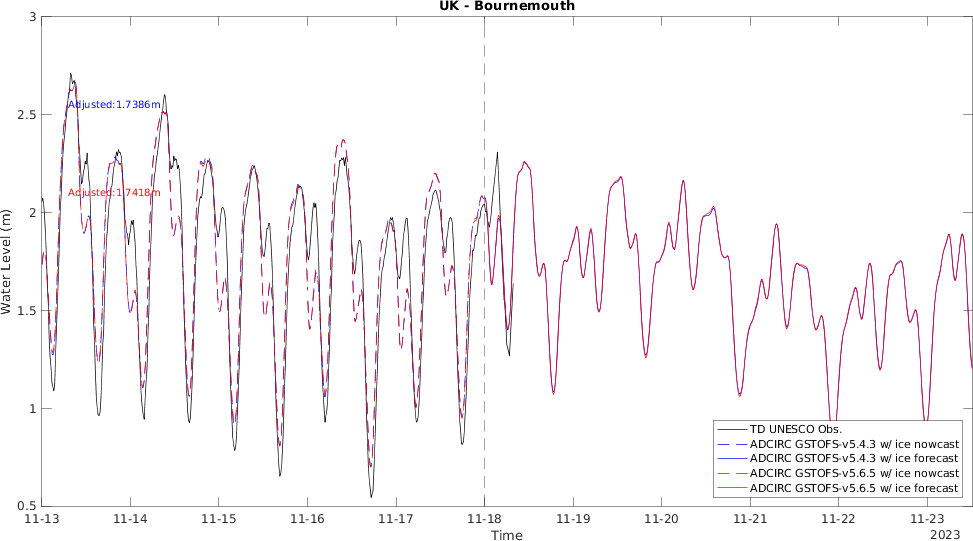 UK - Bournemouth
3
2.5
2
1.5
1
0.5
Water Level (m)
Adjusted:1.7386m
Adjusted:1.7418m
TD UNESCO Obs.
ADCIRC GSTOFS-v5.4.3 w/ ice nowcast
ADCIRC GSTOFS-v5.4.3 w/ ice forecast
ADCIRC GSTOFS-v5.6.5 w/ ice nowcast
ADCIRC GSTOFS-v5.6.5 w/ ice forecast
11-13 11-14 11-15 11-16 11-17 11-18 11-19 11-20 11-21 11-22 11-23
Time
2023